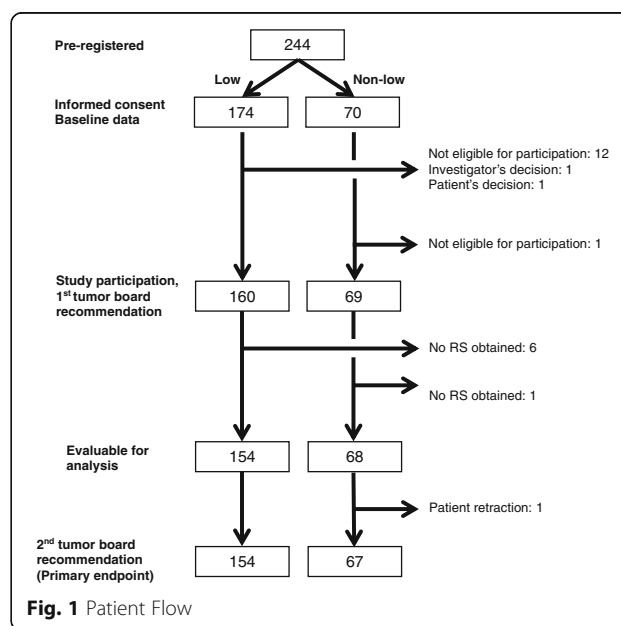 Pre-registered
244
Low
Non-low
Informed consent
Baseline data
174
70
Not eligible for participation: 12
Investigator's decision: 1
Patient's decision: 1
Not eligible for participation: 1
Study participation,
1st tumor board
recommendation
160
69
No RS obtained: 6
No RS obtained: 1
Evaluable for
analysis
154
68
Patient retraction: 1
2nd tumor board
recommendation
(Primary endpoint)
154
67
Fig. 1 Patient Flow